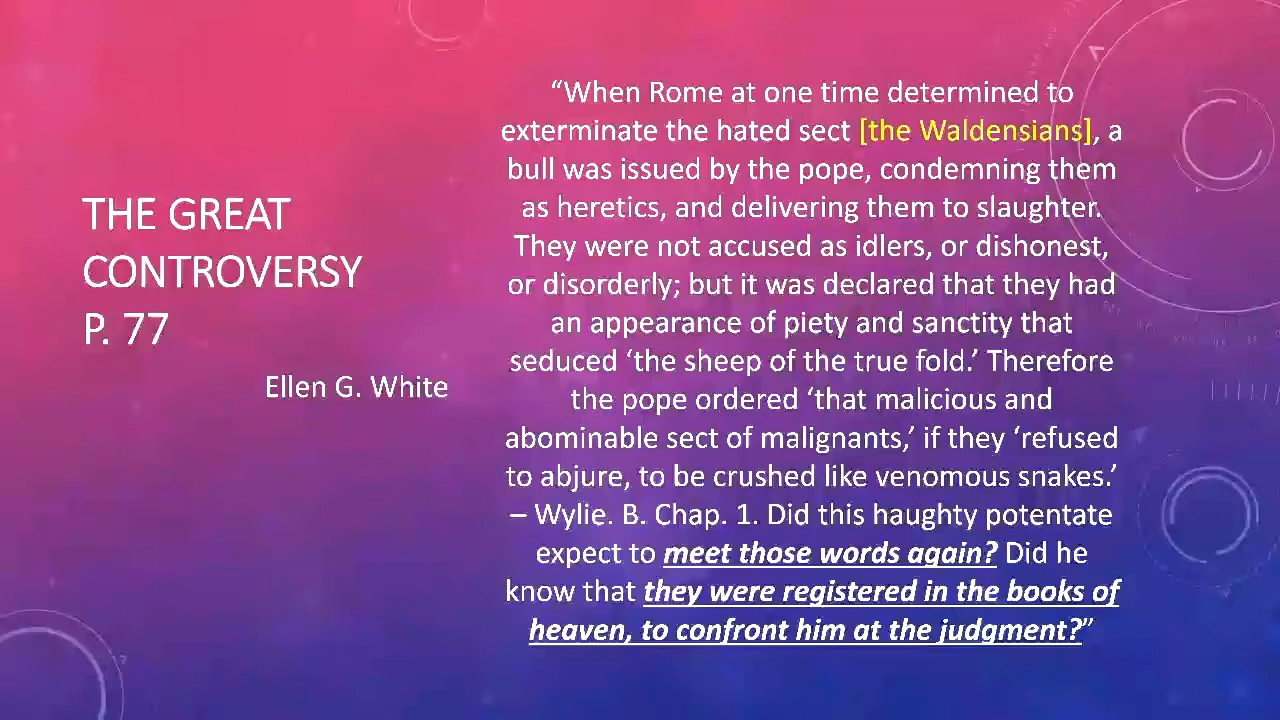 THE GREAT
CONTROVERSY
P. 77
Ellen G. White
“When Rome at one time determined to
exterminate the hated sect [the Waldensians], a
bull was issued by the pope, condemning them
as heretics, and delivering them to slaughter.
They were not accused as idlers, or dishonest,
or disorderly; but it was declared that they had
an appearance of piety and sanctity that
seduced ‘the sheep of the true fold.’ Therefore
the pope ordered ‘that malicious and
abominable sect of malignants,’ if they ‘refused
to abjure, to be crushed like venomous snakes.’
– Wylie. B. Chap. 1. Did this haughty potentate
expect to meet those words again? Did he
know that they were registered in the books of
heaven, to confront him at the judgment?”